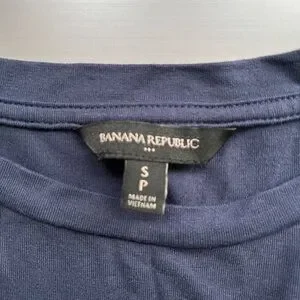 BANANA REPUBLIC
S
P
MADE IN
VIETNAM